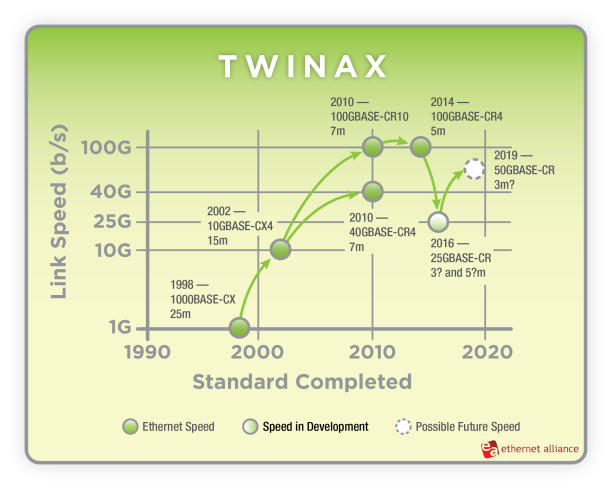 TWINAX
2010 —
100GBASE-CR10
7m
2014 —
100GBASE-CR4
5m
2019 —
50GBASE-CR
3m?
2002 —
10GBASE-CX4
15m
2010 —
40GBASE-CR4
7m
2016 —
25GBASE-CR
3? and 5?m
1998 —
1000BASE-CX
25m
Link Speed (b/s)
100G
40G
25G
10G
1G
1990
2000
2010
2020
Standard Completed
Ethernet Speed
Speed in Development
Possible Future Speed
ea ethernet alliance